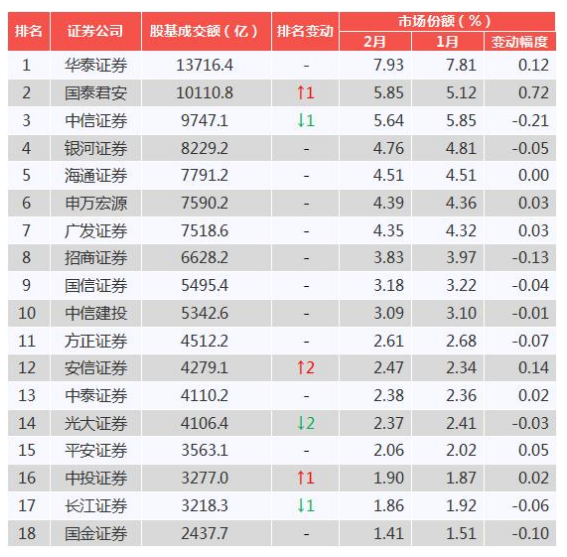 排名 证券公司 股基成交额（亿） 排名变动 市场份额（%）
2月 1月 变动幅度
1 华泰证券 13716.4 - 7.93 7.81 0.12
2 国泰君安 10110.8 ↑1 5.85 5.12 0.72
3 中信证券 9747.1 ↓1 5.64 5.85 -0.21
4 银河证券 8229.2 - 4.76 4.81 -0.05
5 海通证券 7791.2 - 4.51 4.51 0.00
6 申万宏源 7590.2 - 4.39 4.36 0.03
7 广发证券 7518.6 - 4.35 4.32 0.03
8 招商证券 6628.2 - 3.83 3.97 -0.13
9 国信证券 5495.4 - 3.18 3.22 -0.04
10 中信建投 5342.6 - 3.09 3.10 -0.01
11 方正证券 4512.2 - 2.61 2.68 -0.07
12 安信证券 4279.1 ↑2 2.47 2.34 0.14
13 中泰证券 4110.2 - 2.38 2.36 0.02
14 光大证券 4106.4 ↓2 2.37 2.41 -0.03
15 平安证券 3563.1 - 2.06 2.02 0.05
16 中投证券 3277.0 ↑1 1.90 1.87 0.02
17 长江证券 3218.3 ↓1 1.86 1.92 -0.06
18 国金证券 2437.7 - 1.41 1.51 -0.10